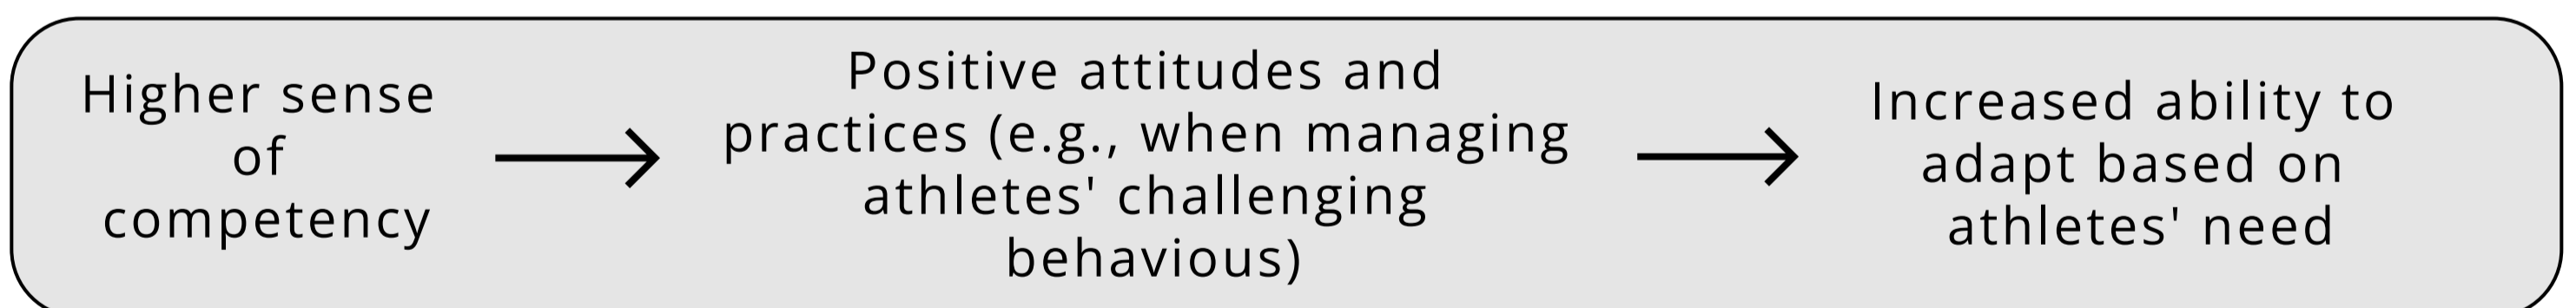 Higher sense
of
competency
Positive attitudes and
practices (e.g., when managing
athletes' challenging
behavious)
Increased ability to
adapt based on
athletes' need